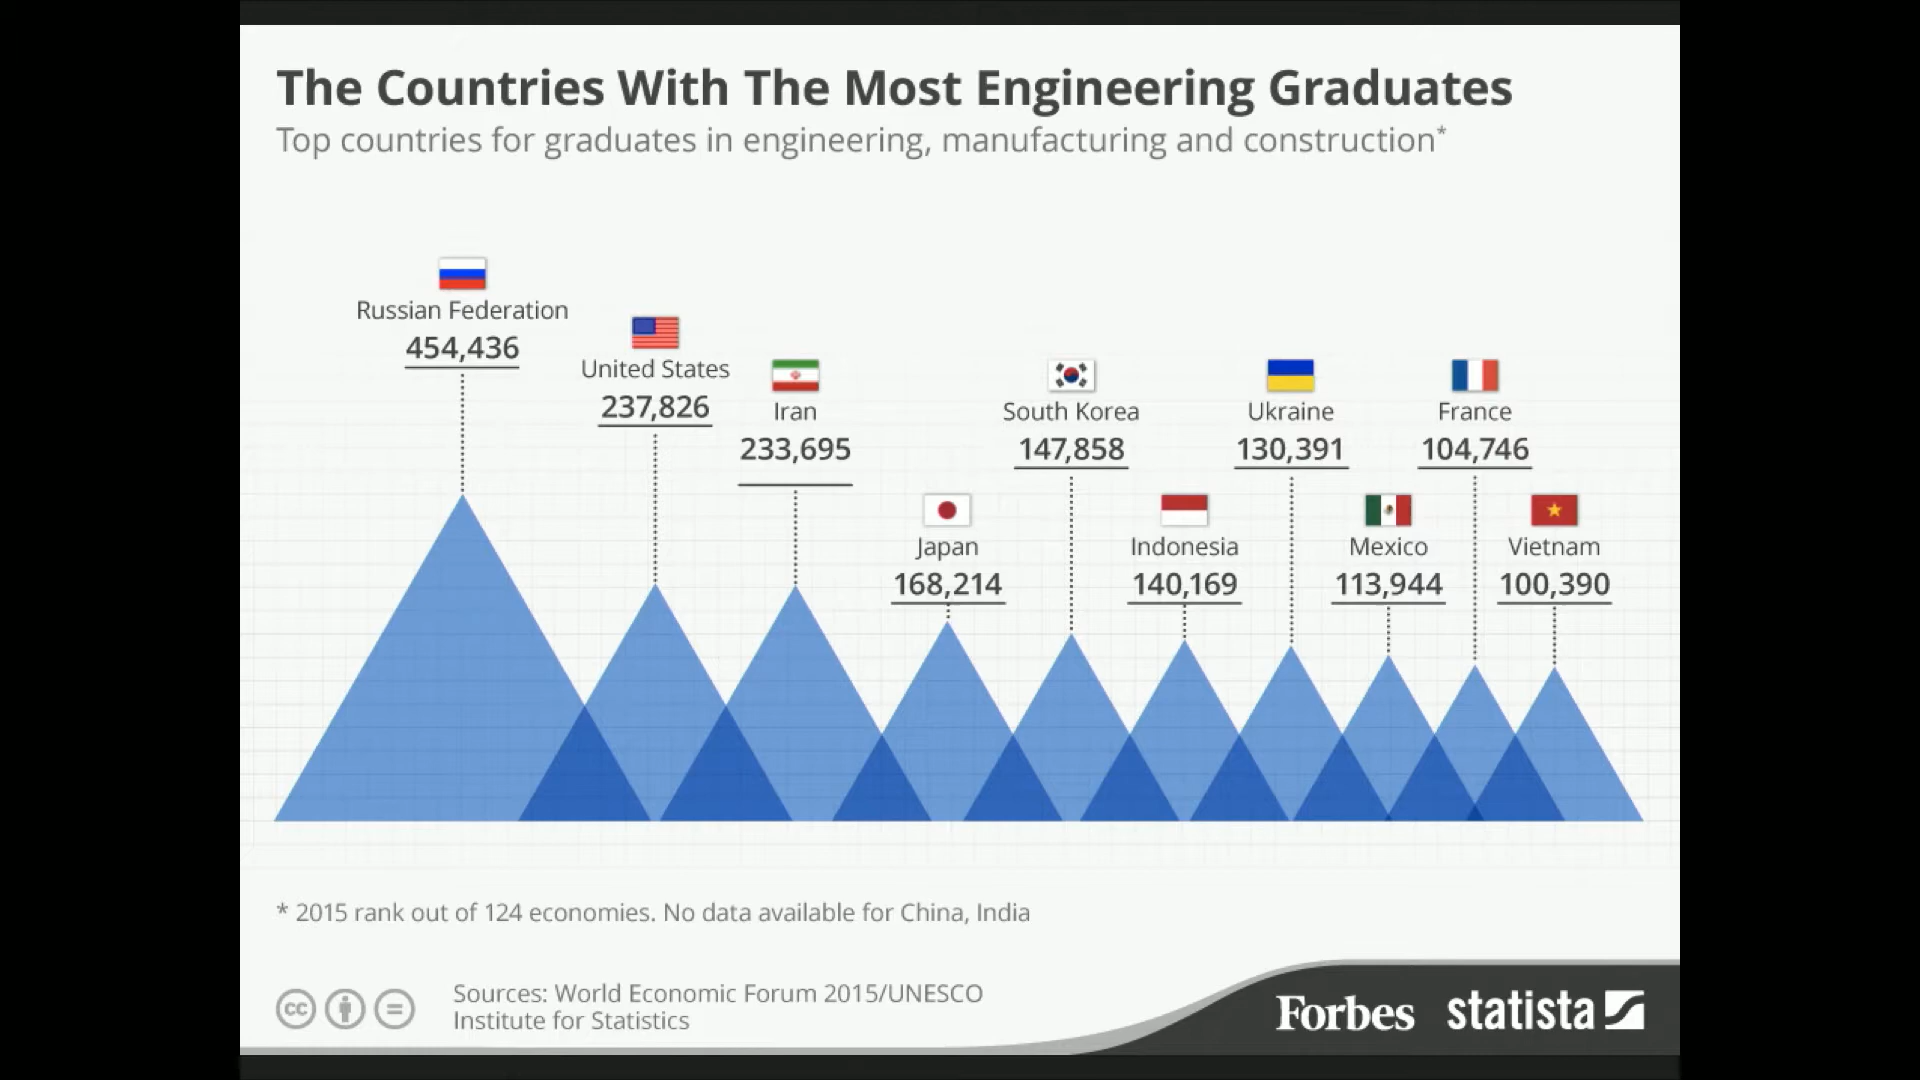 The Countries With The Most Engineering Graduates
Top countries for graduates in engineering, manufacturing and construction*
Russian Federation
454,436
United States
237,826
Iran
233,695
Japan
168,214
South Korea
147,858
Indonesia
140,169
Ukraine
130,391
Mexico
113,944
France
104,746
Vietnam
100,390
* 2015 rank out of 124 economies. No data available for China, India
cc
Sources: World Economic Forum 2015/UNESCO
Institute for Statistics
Forbes statista